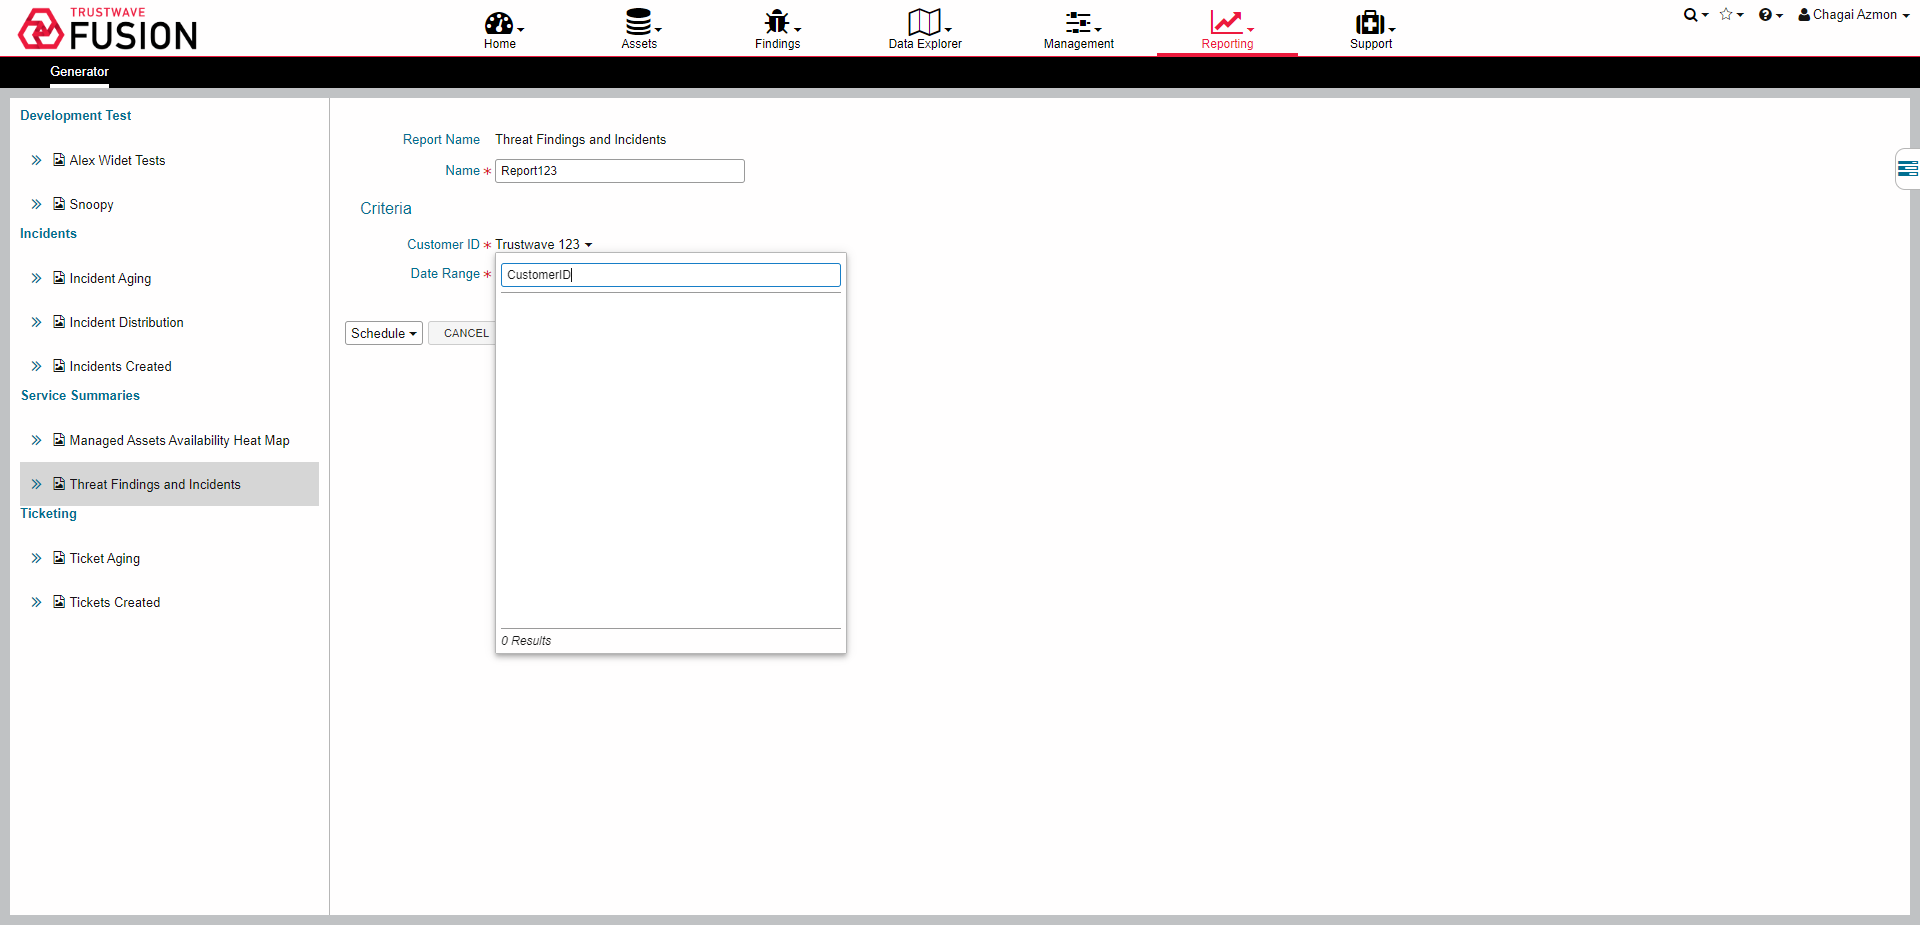 TRUSTWAVE
FUSION
Home
Assets
Findings
Data Explorer
Management
Reporting
Support
Chagai Azmon
Generator
Development Test
Alex Widet Tests
Snoopy
Incidents
Incident Aging
Incident Distribution
Incidents Created
Service Summaries
Managed Assets Availability Heat Map
Threat Findings and Incidents
Ticketing
Ticket Aging
Tickets Created
Report Name Threat Findings and Incidents
Name * Report123
Criteria
Customer ID * Trustwave 123
Date Range *
CustomerID
Schedule CANCEL
0 Results